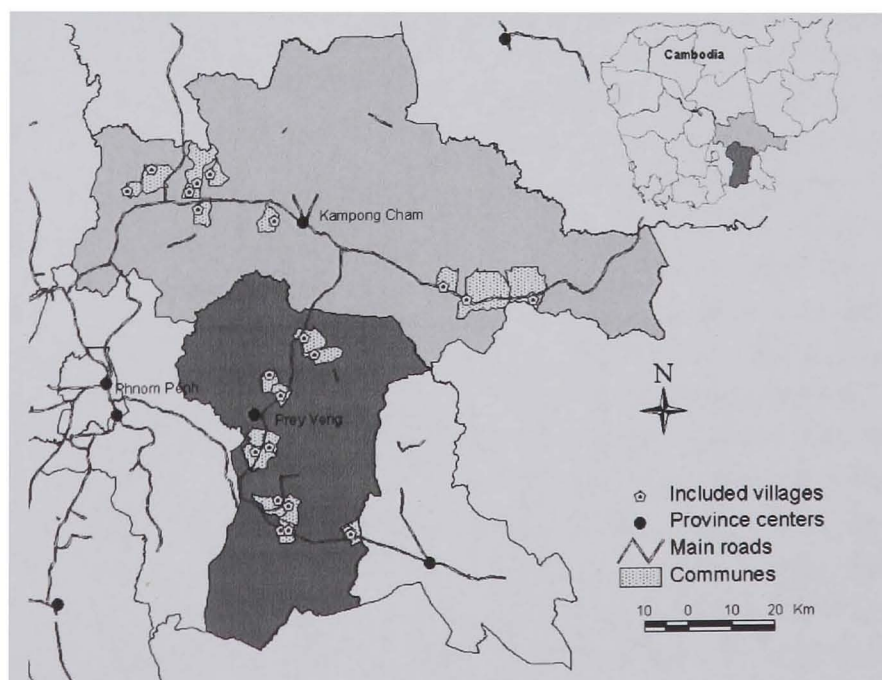 Cambodia
Kampong Cham
Phnom Penh
Prey Veng
N
Included villages
Province centers
Main roads
Communes
10 0 10 20 Km